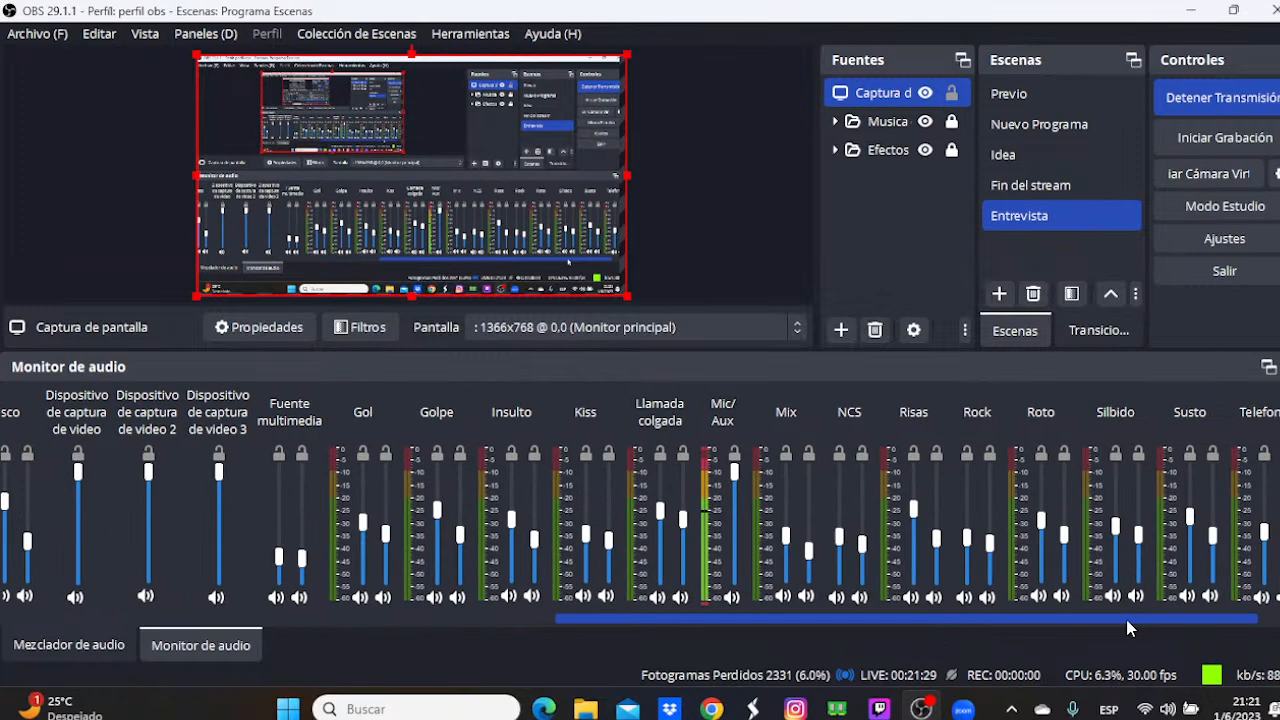 OBS 29.1.1 - Perfil: perfil obs - Escenas: Programa Escenas
Archivo (F) Editar Vista Paneles (D) Perfil Colección de Escenas Herramientas Ayuda (H)
Fuentes
Captura d
Musica
Efectos
Escenas
Previo
Nuevo Programa
Idea
Fin del stream
Entrevista
Escenas Transicio...
etener Transmisión
Iniciar Grabación
iar Cámara Virt
Modo Estudio
Ajustes
Salir
Captura de pantalla Propiedades Filtros Pantalla : 1366x768 @ 0,0 (Monitor principal)
Monitor de audio
sco
Dispositivo de captura de video
Dispositivo de captura de video 2
Dispositivo de captura de video 3
Fuente multimedia
Gol
Golpe
Insulto
Kiss
Llamada colgada
Mic/ Aux
Mix
NCS
Risas
Rock
Roto
Silbido
Susto
Telefon
Mezclador de audio Monitor de audio
Fotogramas Perdidos 2331 (6.0%) LIVE: 00:21:29 REC: 00:00:00 CPU: 6.3%, 30.00 fps kb/s: 88
1
25°C
Despejado
Buscar
zoom
ESP
21:21
1/6/2023